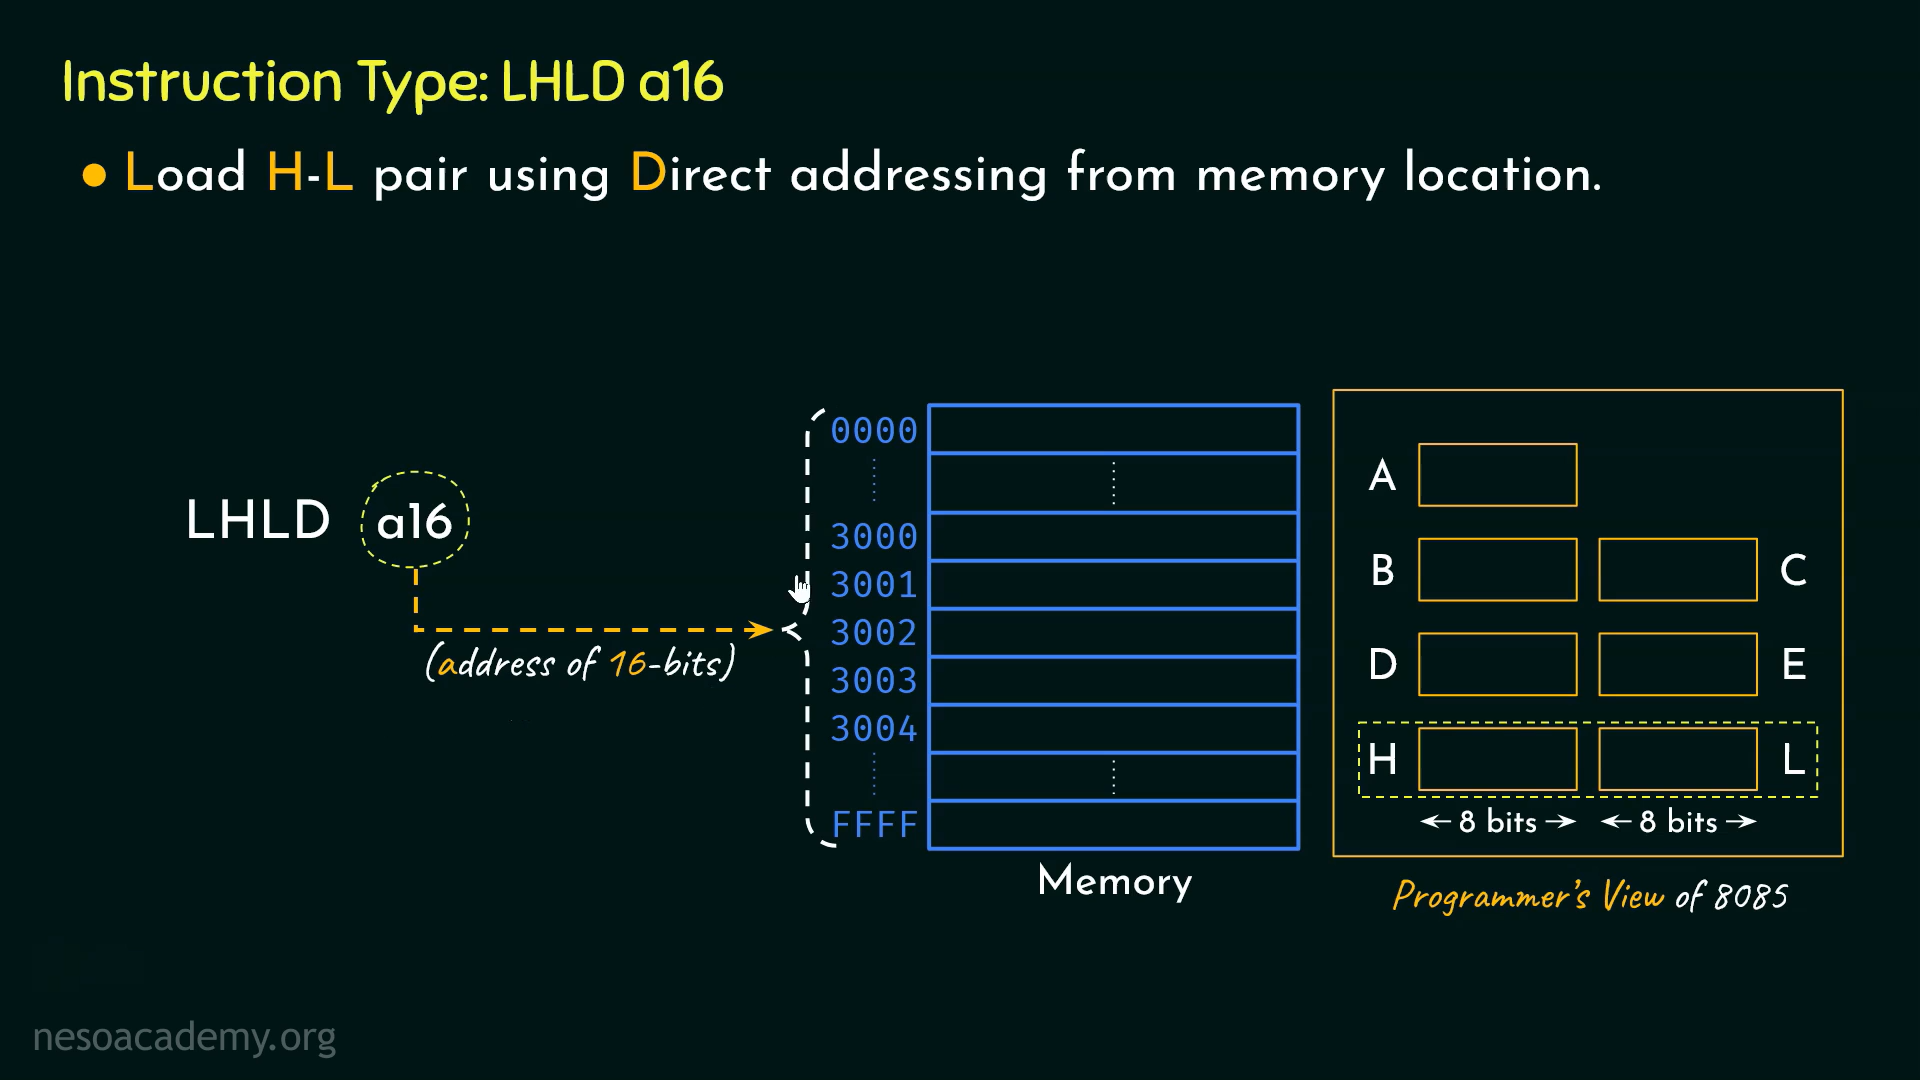 Instruction Type: LHLD a16
Load H-L pair using Direct addressing from memory location.
LHLD a16
(address of 16-bits)
0000
3000
3001
3002
3003
3004
FFFF
Memory
A
B C
D E
H L
8 bits 8 bits
Programmer's View of 8085
nesoacademy.org